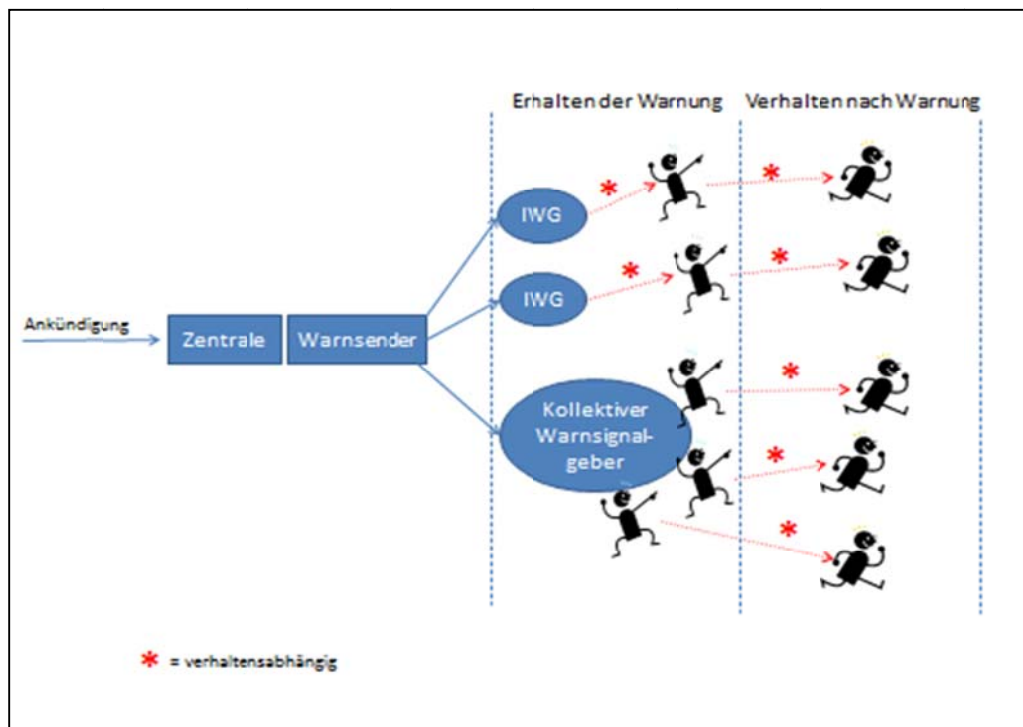 Erhalten der Warnung
Verhalten nach Warnung
IWG
IWG
Ankündigung
Zentrale
Warnsender
Kollektiver
Warnsignal-
geber
* = verhaltensabhängig